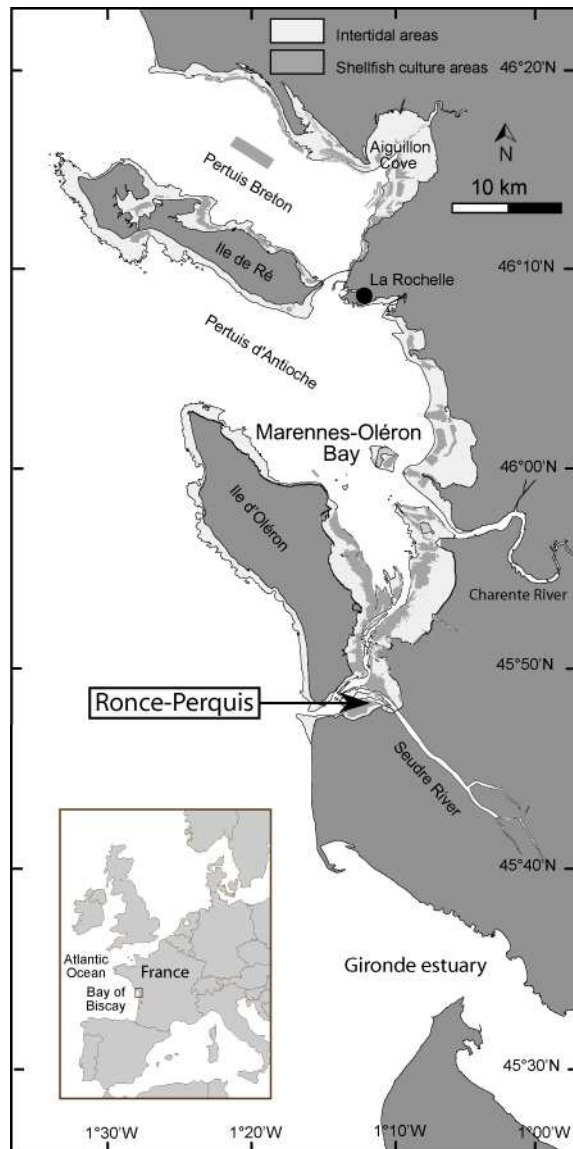 Intertidal areas
Shellfish culture areas
46°20'N
Aiguillon
Cove
N
10 km
Pertuis Breton
Ile de Ré
46°10'N
La Rochelle
Pertuis d'Antioche
Marennes-Oléron
Bay
46°00'N
Ile d'Oléron
Charente River
45°50'N
Ronce-Perquis
Seudre River
45°40'N
Atlantic
Ocean
France
Bay of
Biscay
Gironde estuary
45°30'N
1°30'W
1°20'W
1°10'W
1°00'W